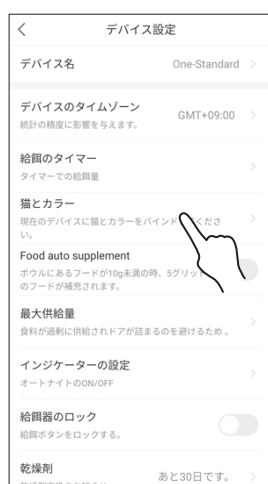 デバイス設定
デバイス名 One-Standard
デバイスのタイムゾーン
GMT+09:00
統計の精度に影響を与えます。
給餌のタイマー
タイマーでの給餌量
猫とカラー
現在のデバイスに猫とカラーをバインド くださ
い。
Food auto supplement
ボウルにあるフードが10g未満の時、5グリッド
のフードが補充されます。
最大供給量
食料が過剰に供給されドアが詰まるのを避けるため。
インジケーターの設定
オートナイトのON/OFF
給餌器のロック
給餌ボタンをロックする。
乾燥剤
あと30日です。